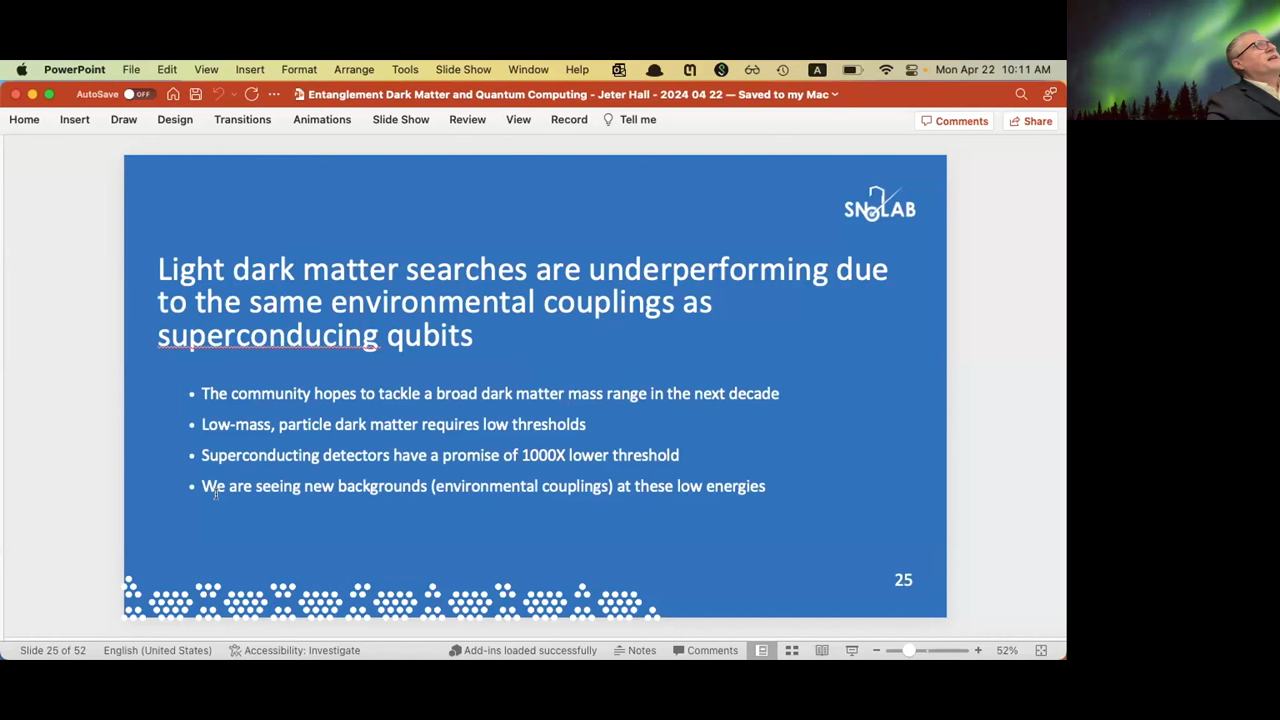 PowerPoint File Edit View Insert Format Arrange Tools Slide Show Window Help A Mon Apr 22 10:11 AM
AutoSave OFF Entanglement Dark Matter and Quantum Computing - Jeter Hall - 2024 04 22 — Saved to my Mac
Home Insert Draw Design Transitions Animations Slide Show Review View Record Tell me Comments Share
SNOLAB
Light dark matter searches are underperforming due
to the same environmental couplings as
superconducing qubits
• The community hopes to tackle a broad dark matter mass range in the next decade
• Low-mass, particle dark matter requires low thresholds
• Superconducting detectors have a promise of 1000X lower threshold
• We are seeing new backgrounds (environmental couplings) at these low energies
25
Slide 25 of 52 English (United States) Accessibility: Investigate Add-ins loaded successfully Notes Comments 52%